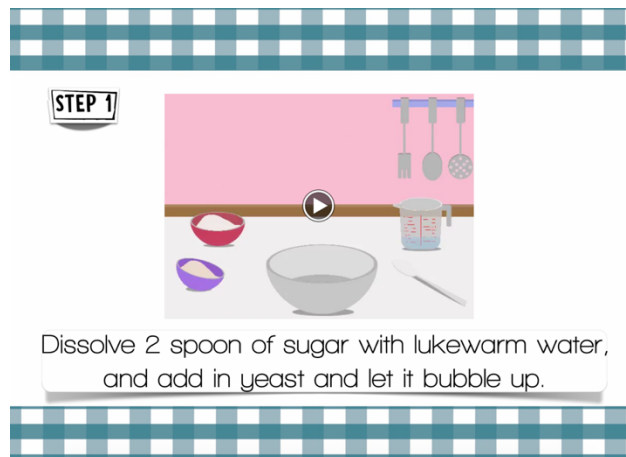 STEP 1
Dissolve 2 spoon of sugar with lukewarm water,
and add in yeast and let it bubble up.